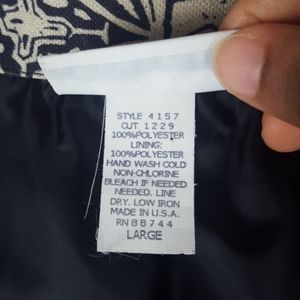 STYLE 4157
CUT 1229
100%POLYESTER
LINING:
100%POLYESTER
HAND WASH COLD
NON-CHLORINE
BLEACH IF NEEDED
NEEDED. LINE
DRY. LOW IRON
MADE IN U.S.A.
RN 88744
LARGE